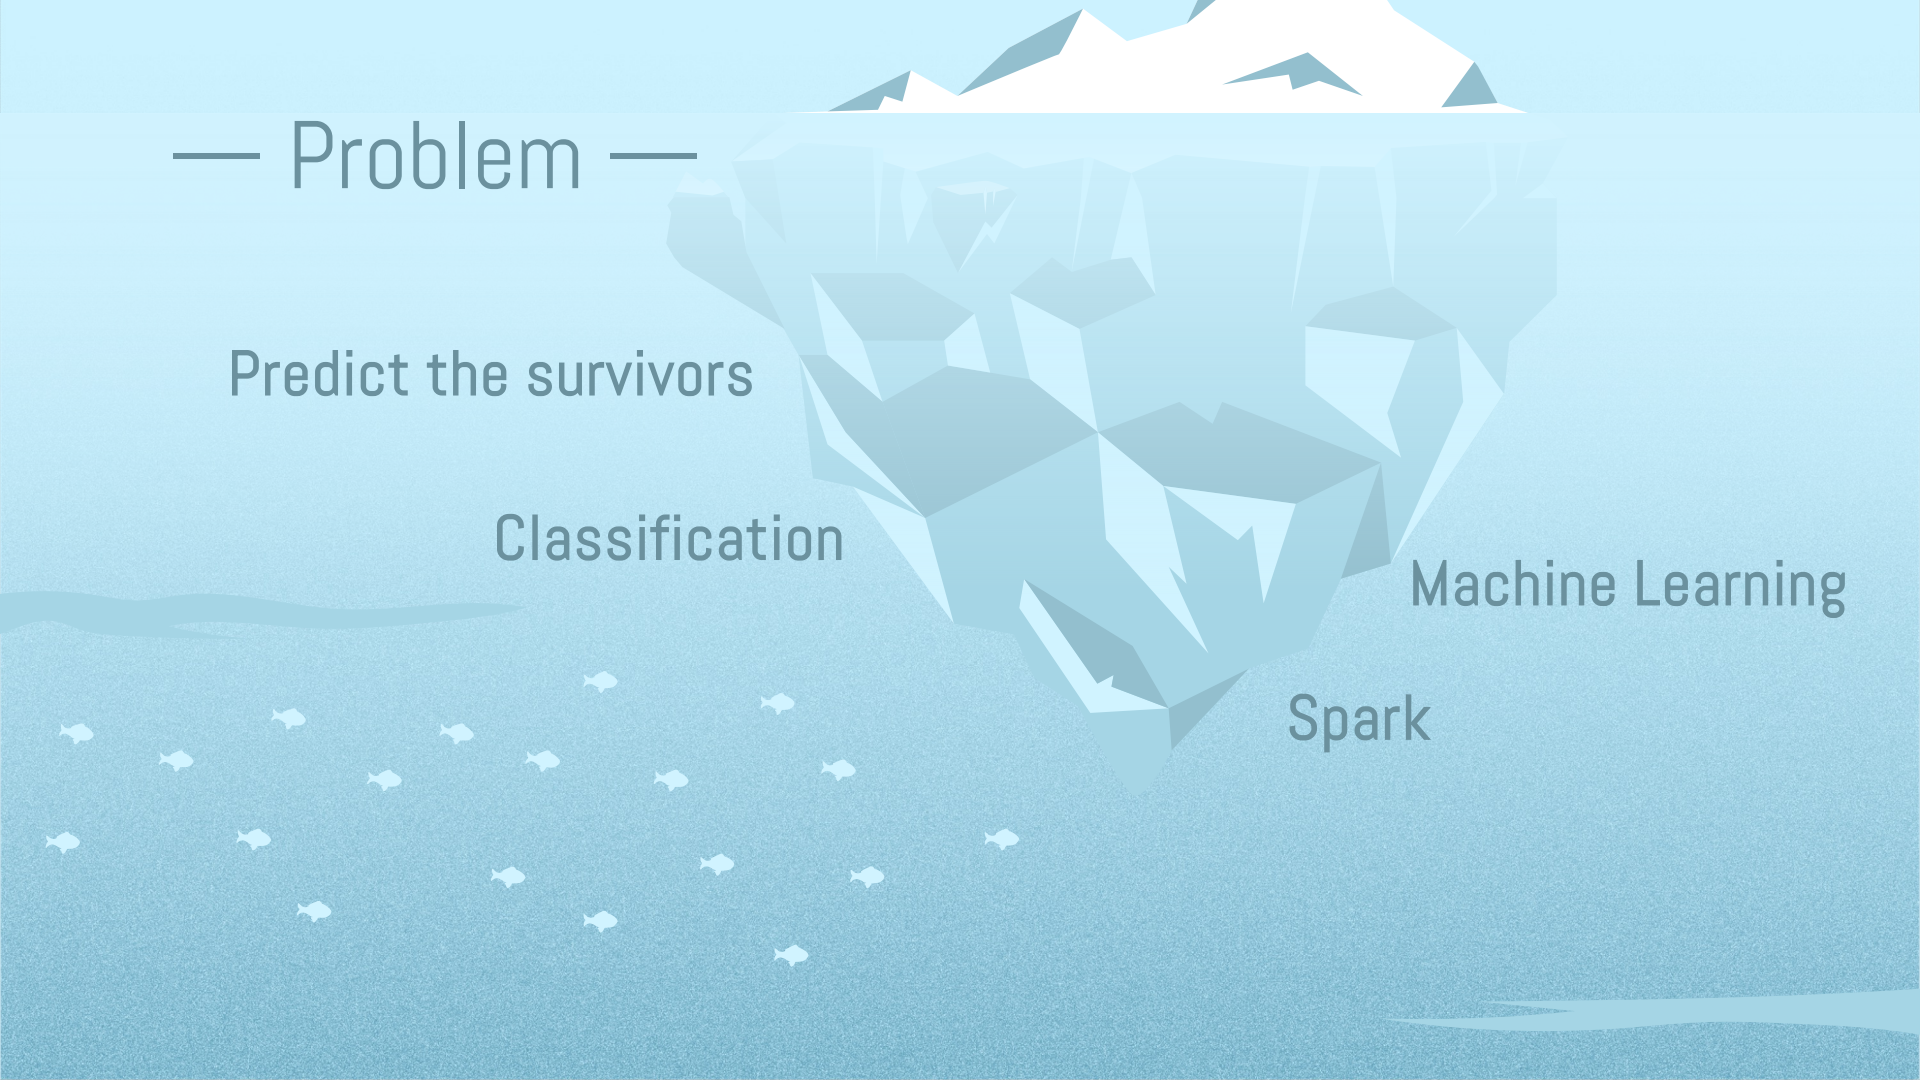 Problem
Predict the survivors
Classification
Machine Learning
Spark